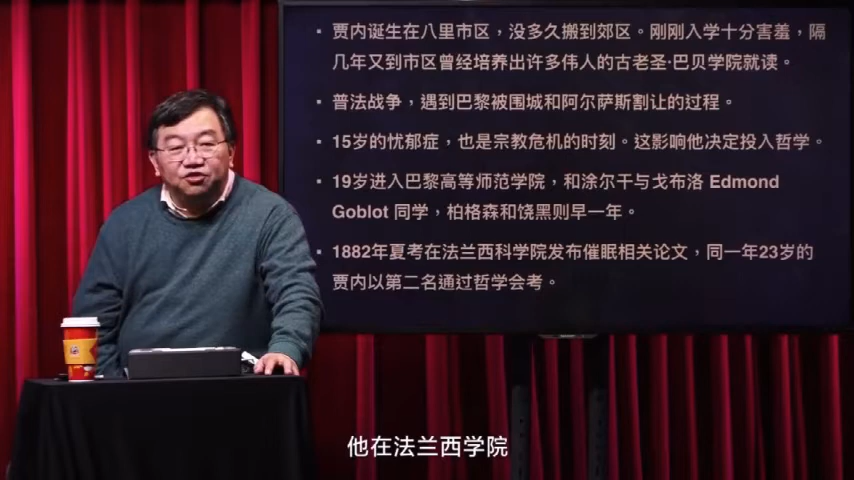 ▪ 贾内诞生在八里市区，没多久搬到郊区。刚刚入学十分害羞，隔
几年又到市区曾经培养出许多伟人的古老圣·巴贝学院就读。
▪ 普法战争，遇到巴黎被围城和阿尔萨斯割让的过程。
▪ 15岁的忧郁症，也是宗教危机的时刻。这影响他决定投入哲学。
▪ 19岁进入巴黎高等师范学院，和涂尔干与戈布洛 Edmond
Goblot 同学，柏格森和饶黑则早一年。
▪ 1882年夏考在法兰西科学院发布催眠相关论文，同一年23岁的
贾内以第二名通过哲学会考。
他在法兰西学院